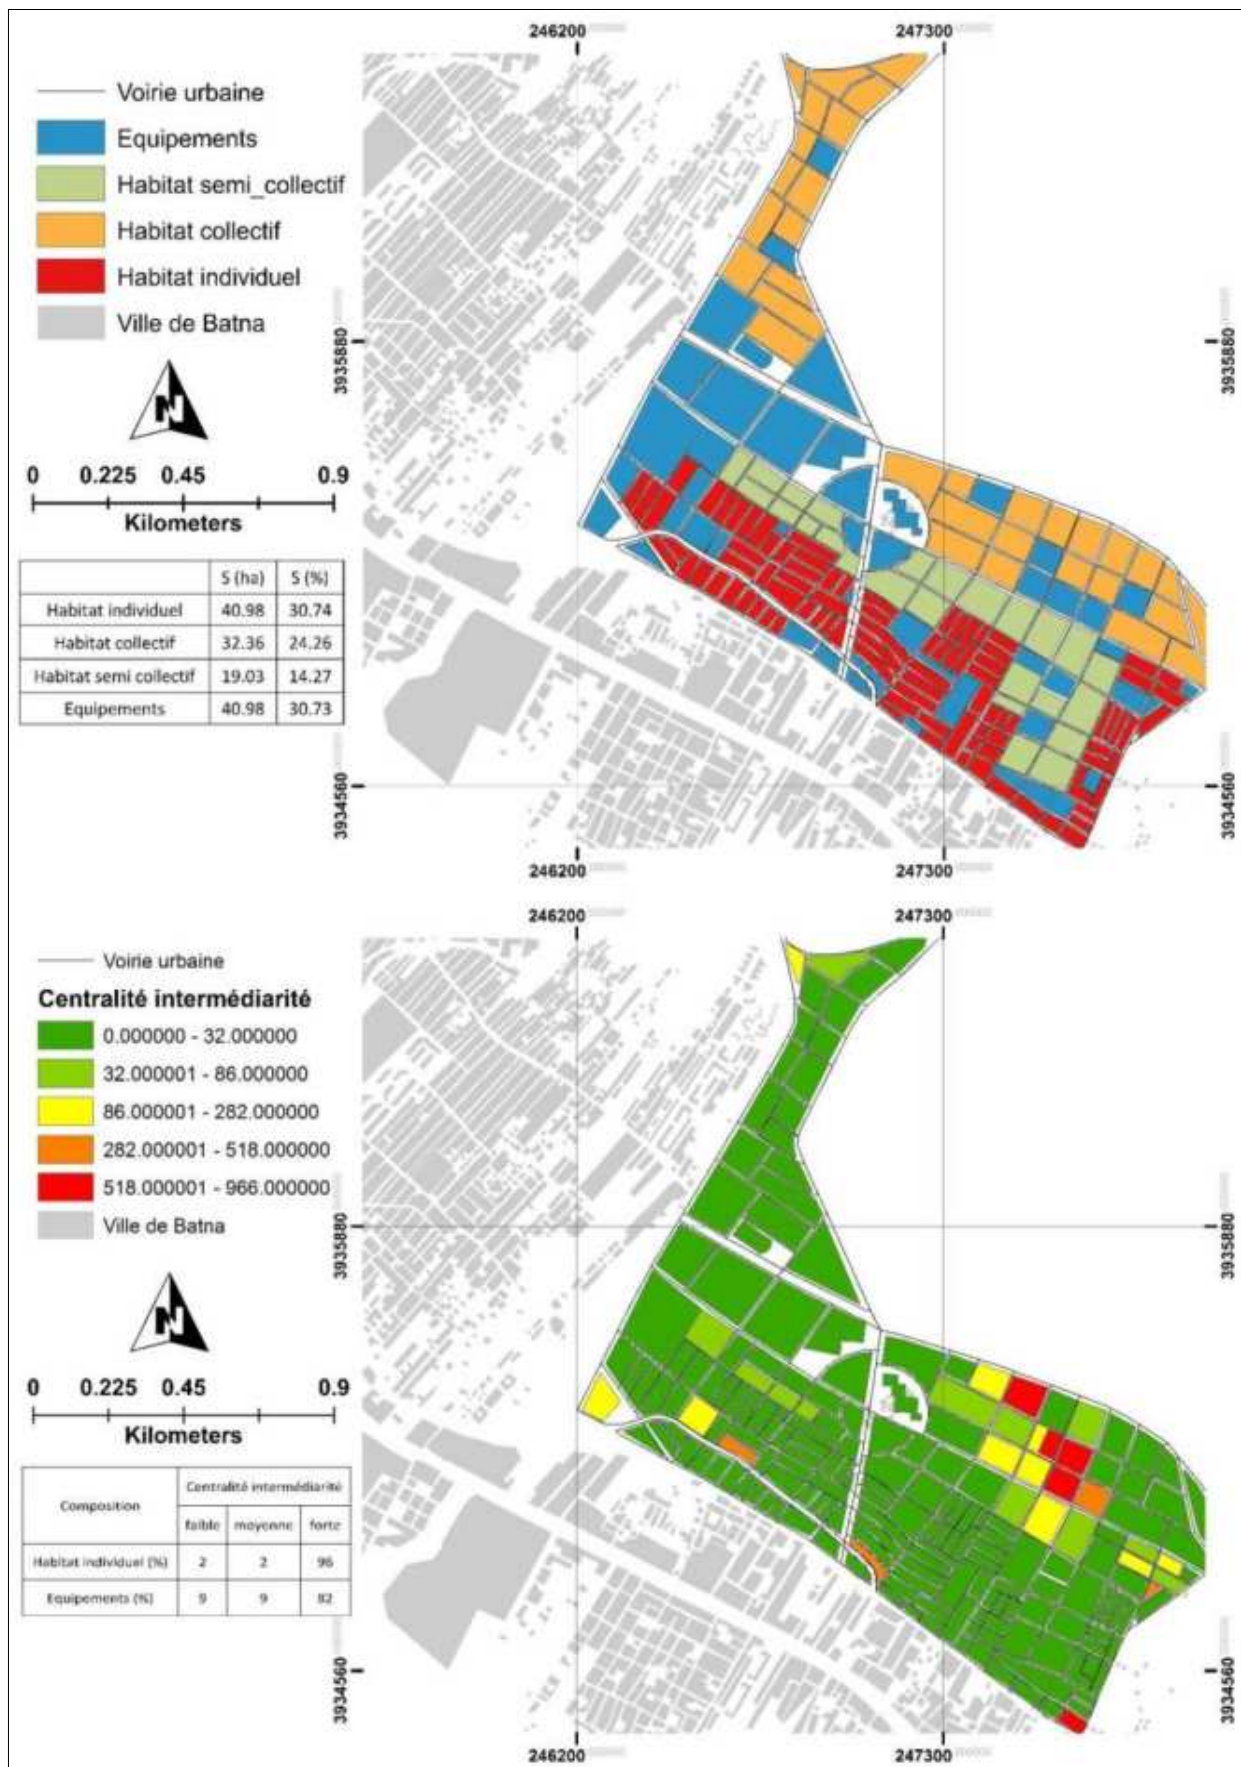 246200
247300
Voirie urbaine
Equipements
Habitat semi_collectif
Habitat collectif
Habitat individuel
Ville de Batna
3935880
3935880
N
0 0.225 0.45 0.9
Kilometers
S (ha) S (%)
Habitat individuel 40.98 30.74
Habitat collectif 32.36 24.26
Habitat semi collectif 19.03 14.27
Equipements 40.98 30.73
3934560
3934560
246200
247300
246200
247300
Voirie urbaine
Centralité intermédiarité
0.000000 - 32.000000
32.000001 - 86.000000
86.000001 - 282.000000
282.000001 - 518.000000
518.000001 - 966.000000
Ville de Batna
3935880
3935880
N
0 0.225 0.45 0.9
Kilometers
Composition
Centralité intermédiarité
faible moyenne forte
Habitat individuel (%) 2 2 96
Equipements (%) 9 9 82
3934560
3934560
246200
247300